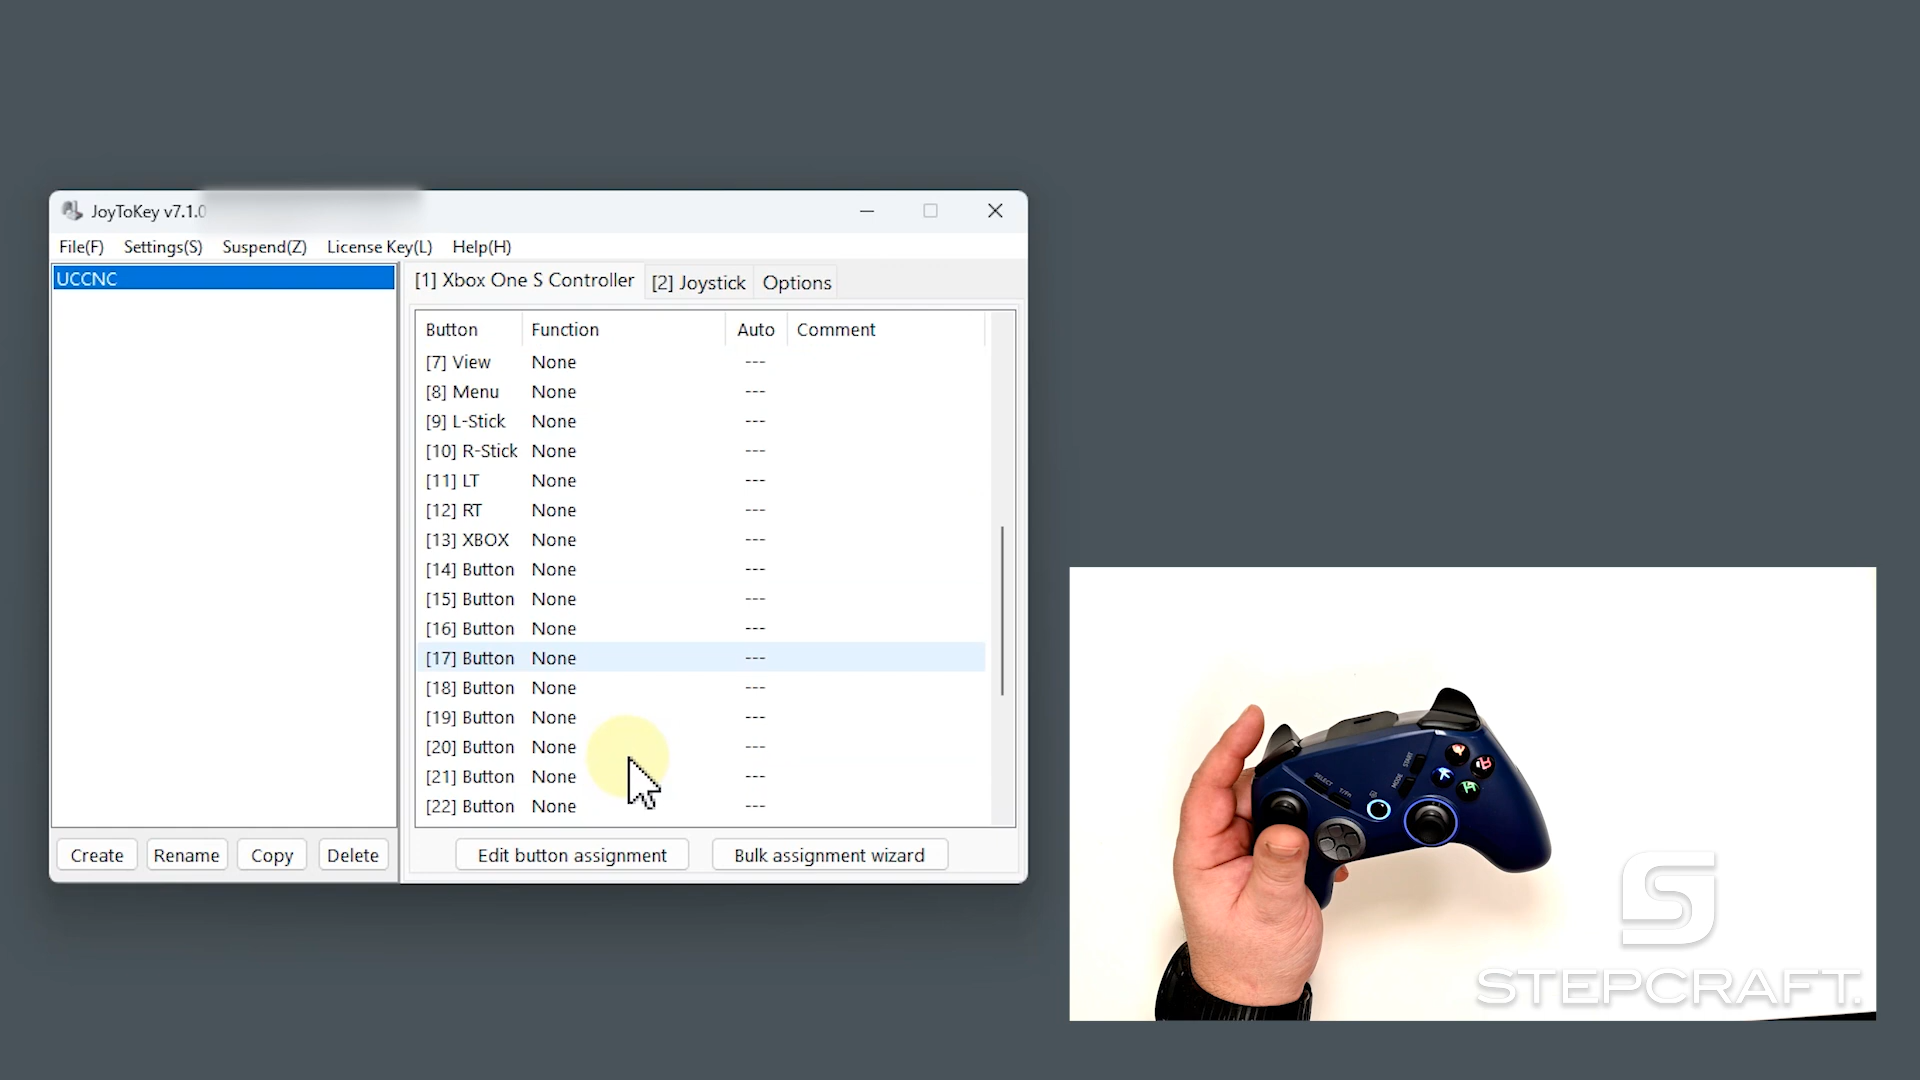 JoyToKey v7.1.0
File(F) Settings(S) Suspend(Z) License Key(L) Help(H)
UCCNC
[1] Xbox One S Controller [2] Joystick Options
Button Function Auto Comment
[7] View None ---
[8] Menu None ---
[9] L-Stick None ---
[10] R-Stick None ---
[11] LT None ---
[12] RT None ---
[13] XBOX None ---
[14] Button None ---
[15] Button None ---
[16] Button None ---
[17] Button None ---
[18] Button None ---
[19] Button None ---
[20] Button None ---
[21] Button None ---
[22] Button None ---
Create Rename Copy Delete Edit button assignment Bulk assignment wizard
SELECT
T/Fn
MODE
START
STEPCRAFT.